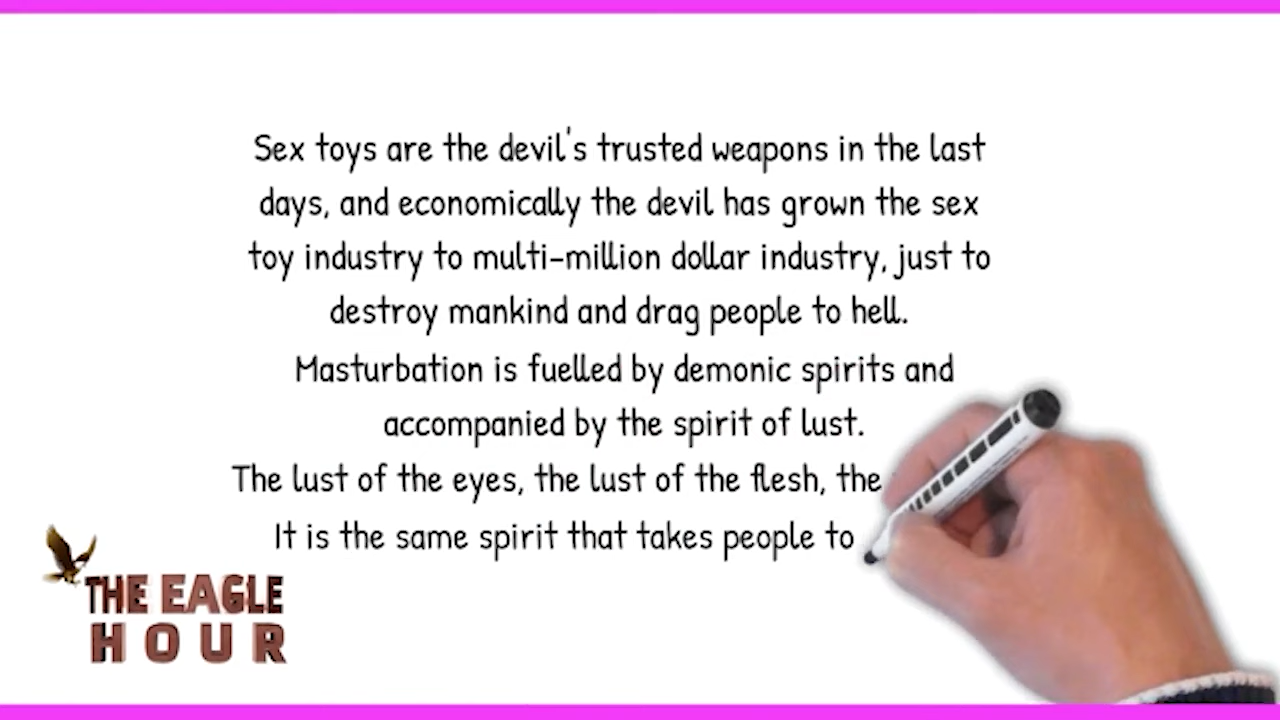 Sex toys are the devil's trusted weapons in the last
days, and economically the devil has grown the sex
toy industry to multi-million dollar industry, just to
destroy mankind and drag people to hell.
Masturbation is fuelled by demonic spirits and
accompanied by the spirit of lust.
The lust of the eyes, the lust of the flesh, the
It is the same spirit that takes people to
THE EAGLE
HOUR